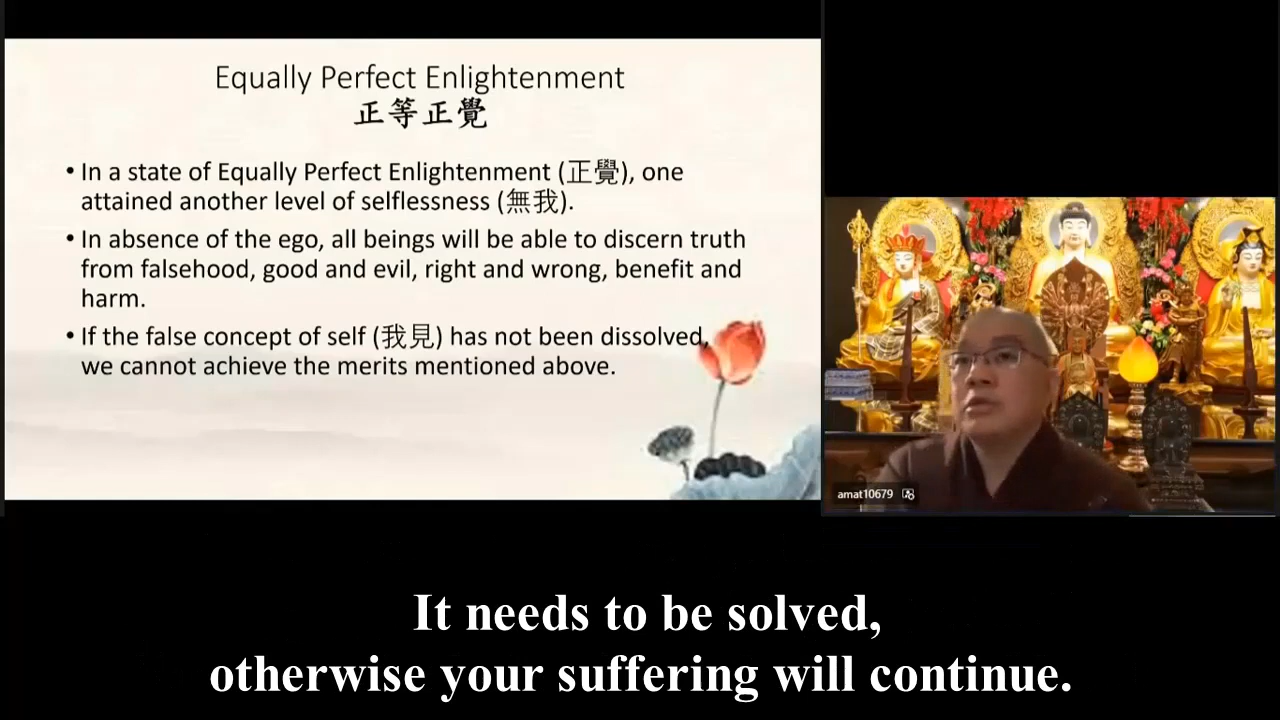 Equally Perfect Enlightenment
正等正覺
• In a state of Equally Perfect Enlightenment (正覺), one
attained another level of selflessness (無我).
• In absence of the ego, all beings will be able to discern truth
from falsehood, good and evil, right and wrong, benefit and
harm.
• If the false concept of self (我見) has not been dissolved,
we cannot achieve the merits mentioned above.
amat10679
It needs to be solved,
otherwise your suffering will continue.